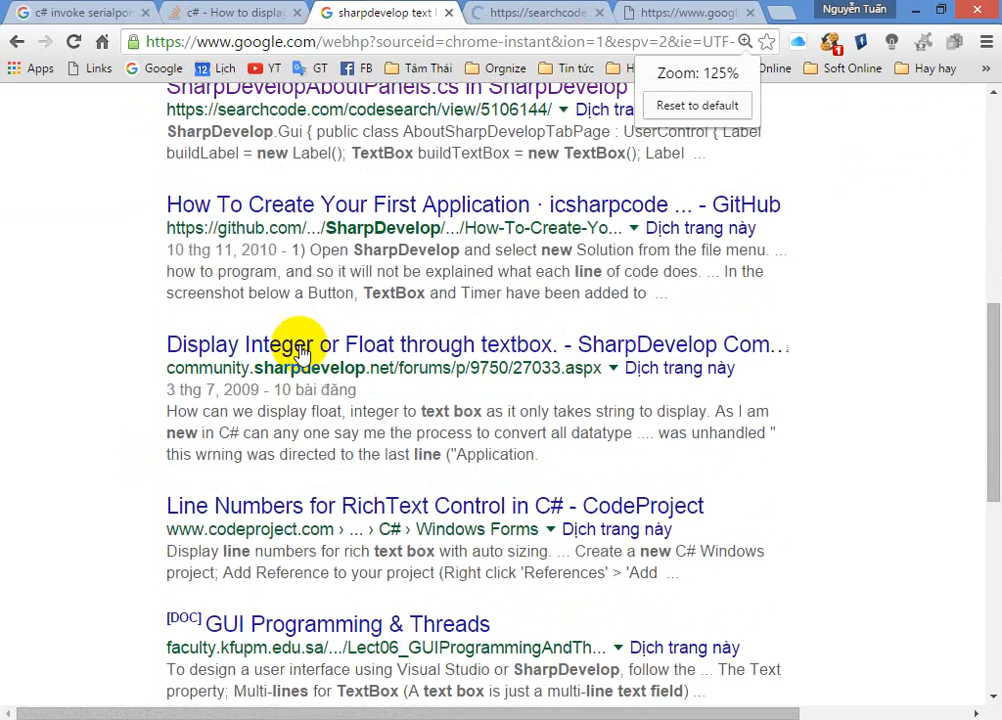 c# invoke serialpor
c# - How to display
sharpdevelop text l
https://searchcode
https://www.goog
Nguyễn Tuấn
https://www.google.com/webhp?sourceid=chrome-instant&ion=1&espv=2&ie=UTF-
1
Apps
Links
Google
12
Lịch
YT
GT
FB
Tâm Thái
Orgnize
Tin tức
H
Online
Soft Online
Hay hay
Zoom: 125%
Reset to default
SharpDevelopAboutPanels.cs in SharpDevelop
https://searchcode.com/codesearch/view/5106144/ ▼ Dịch tra
SharpDevelop.Gui { public class AboutSharpDevelopTabPage : UserControl { Label
buildLabel = new Label(); TextBox buildTextBox = new TextBox(); Label ...
How To Create Your First Application · icsharpcode ... - GitHub
https://github.com/.../SharpDevelop/.../How-To-Create-Yo... ▼ Dịch trang này
10 thg 11, 2010 - 1) Open SharpDevelop and select new Solution from the file menu. ...
how to program, and so it will not be explained what each line of code does. ... In the
screenshot below a Button, TextBox and Timer have been added to ...
Display Integer or Float through textbox. - SharpDevelop Com...
community.sharpdevelop.net/forums/p/9750/27033.aspx ▼ Dịch trang này
3 thg 7, 2009 - 10 bài đăng
How can we display float, integer to text box as it only takes string to display. As I am
new in C# can any one say me the process to convert all datatype .... was unhandled "
this wrning was directed to the last line ("Application.
Line Numbers for RichText Control in C# - CodeProject
www.codeproject.com › ... › C# › Windows Forms ▼ Dịch trang này
Display line numbers for rich text box with auto sizing. ... Create a new C# Windows
project; Add Reference to your project (Right click 'References' > 'Add ...
[DOC] GUI Programming & Threads
faculty.kfupm.edu.sa/.../Lect06_GUIProgrammingAndTh... ▼ Dịch trang này
To design a user interface using Visual Studio or SharpDevelop, follow the ... The Text
property; Multi-lines for TextBox (A text box is just a multi-line text field) ...